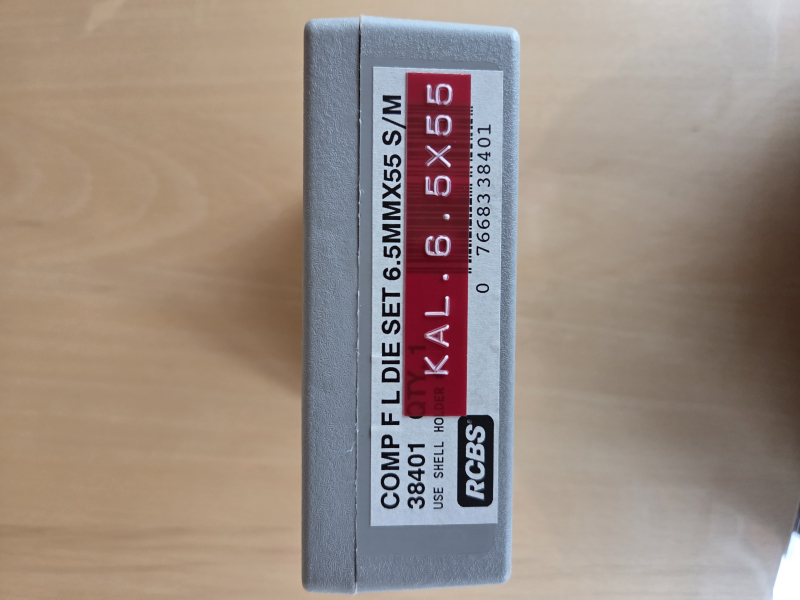 COMP F L DIE SET 6.5MMX55 S/M
38401 QTY 1
KAL.6.5X55
USE SHELL HOLDER
0 76683 38401
RCBS